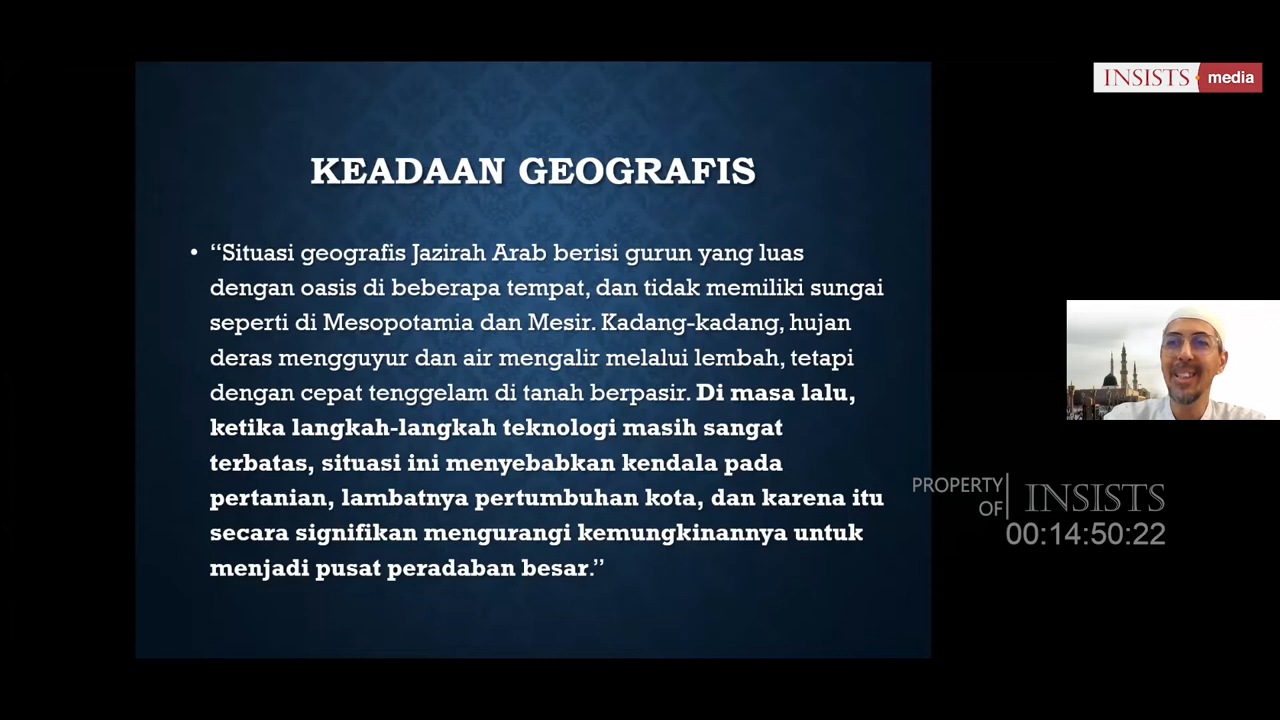 INSISTS media
KEADAAN GEOGRAFIS
• “Situasi geografis Jazirah Arab berisi gurun yang luas
dengan oasis di beberapa tempat, dan tidak memiliki sungai
seperti di Mesopotamia dan Mesir. Kadang-kadang, hujan
deras mengguyur dan air mengalir melalui lembah, tetapi
dengan cepat tenggelam di tanah berpasir. Di masa lalu,
ketika langkah-langkah teknologi masih sangat
terbatas, situasi ini menyebabkan kendala pada
pertanian, lambatnya pertumbuhan kota, dan karena itu
secara signifikan mengurangi kemungkinannya untuk
menjadi pusat peradaban besar.”
PROPERTY
OF
INSISTS
00:14:50:22